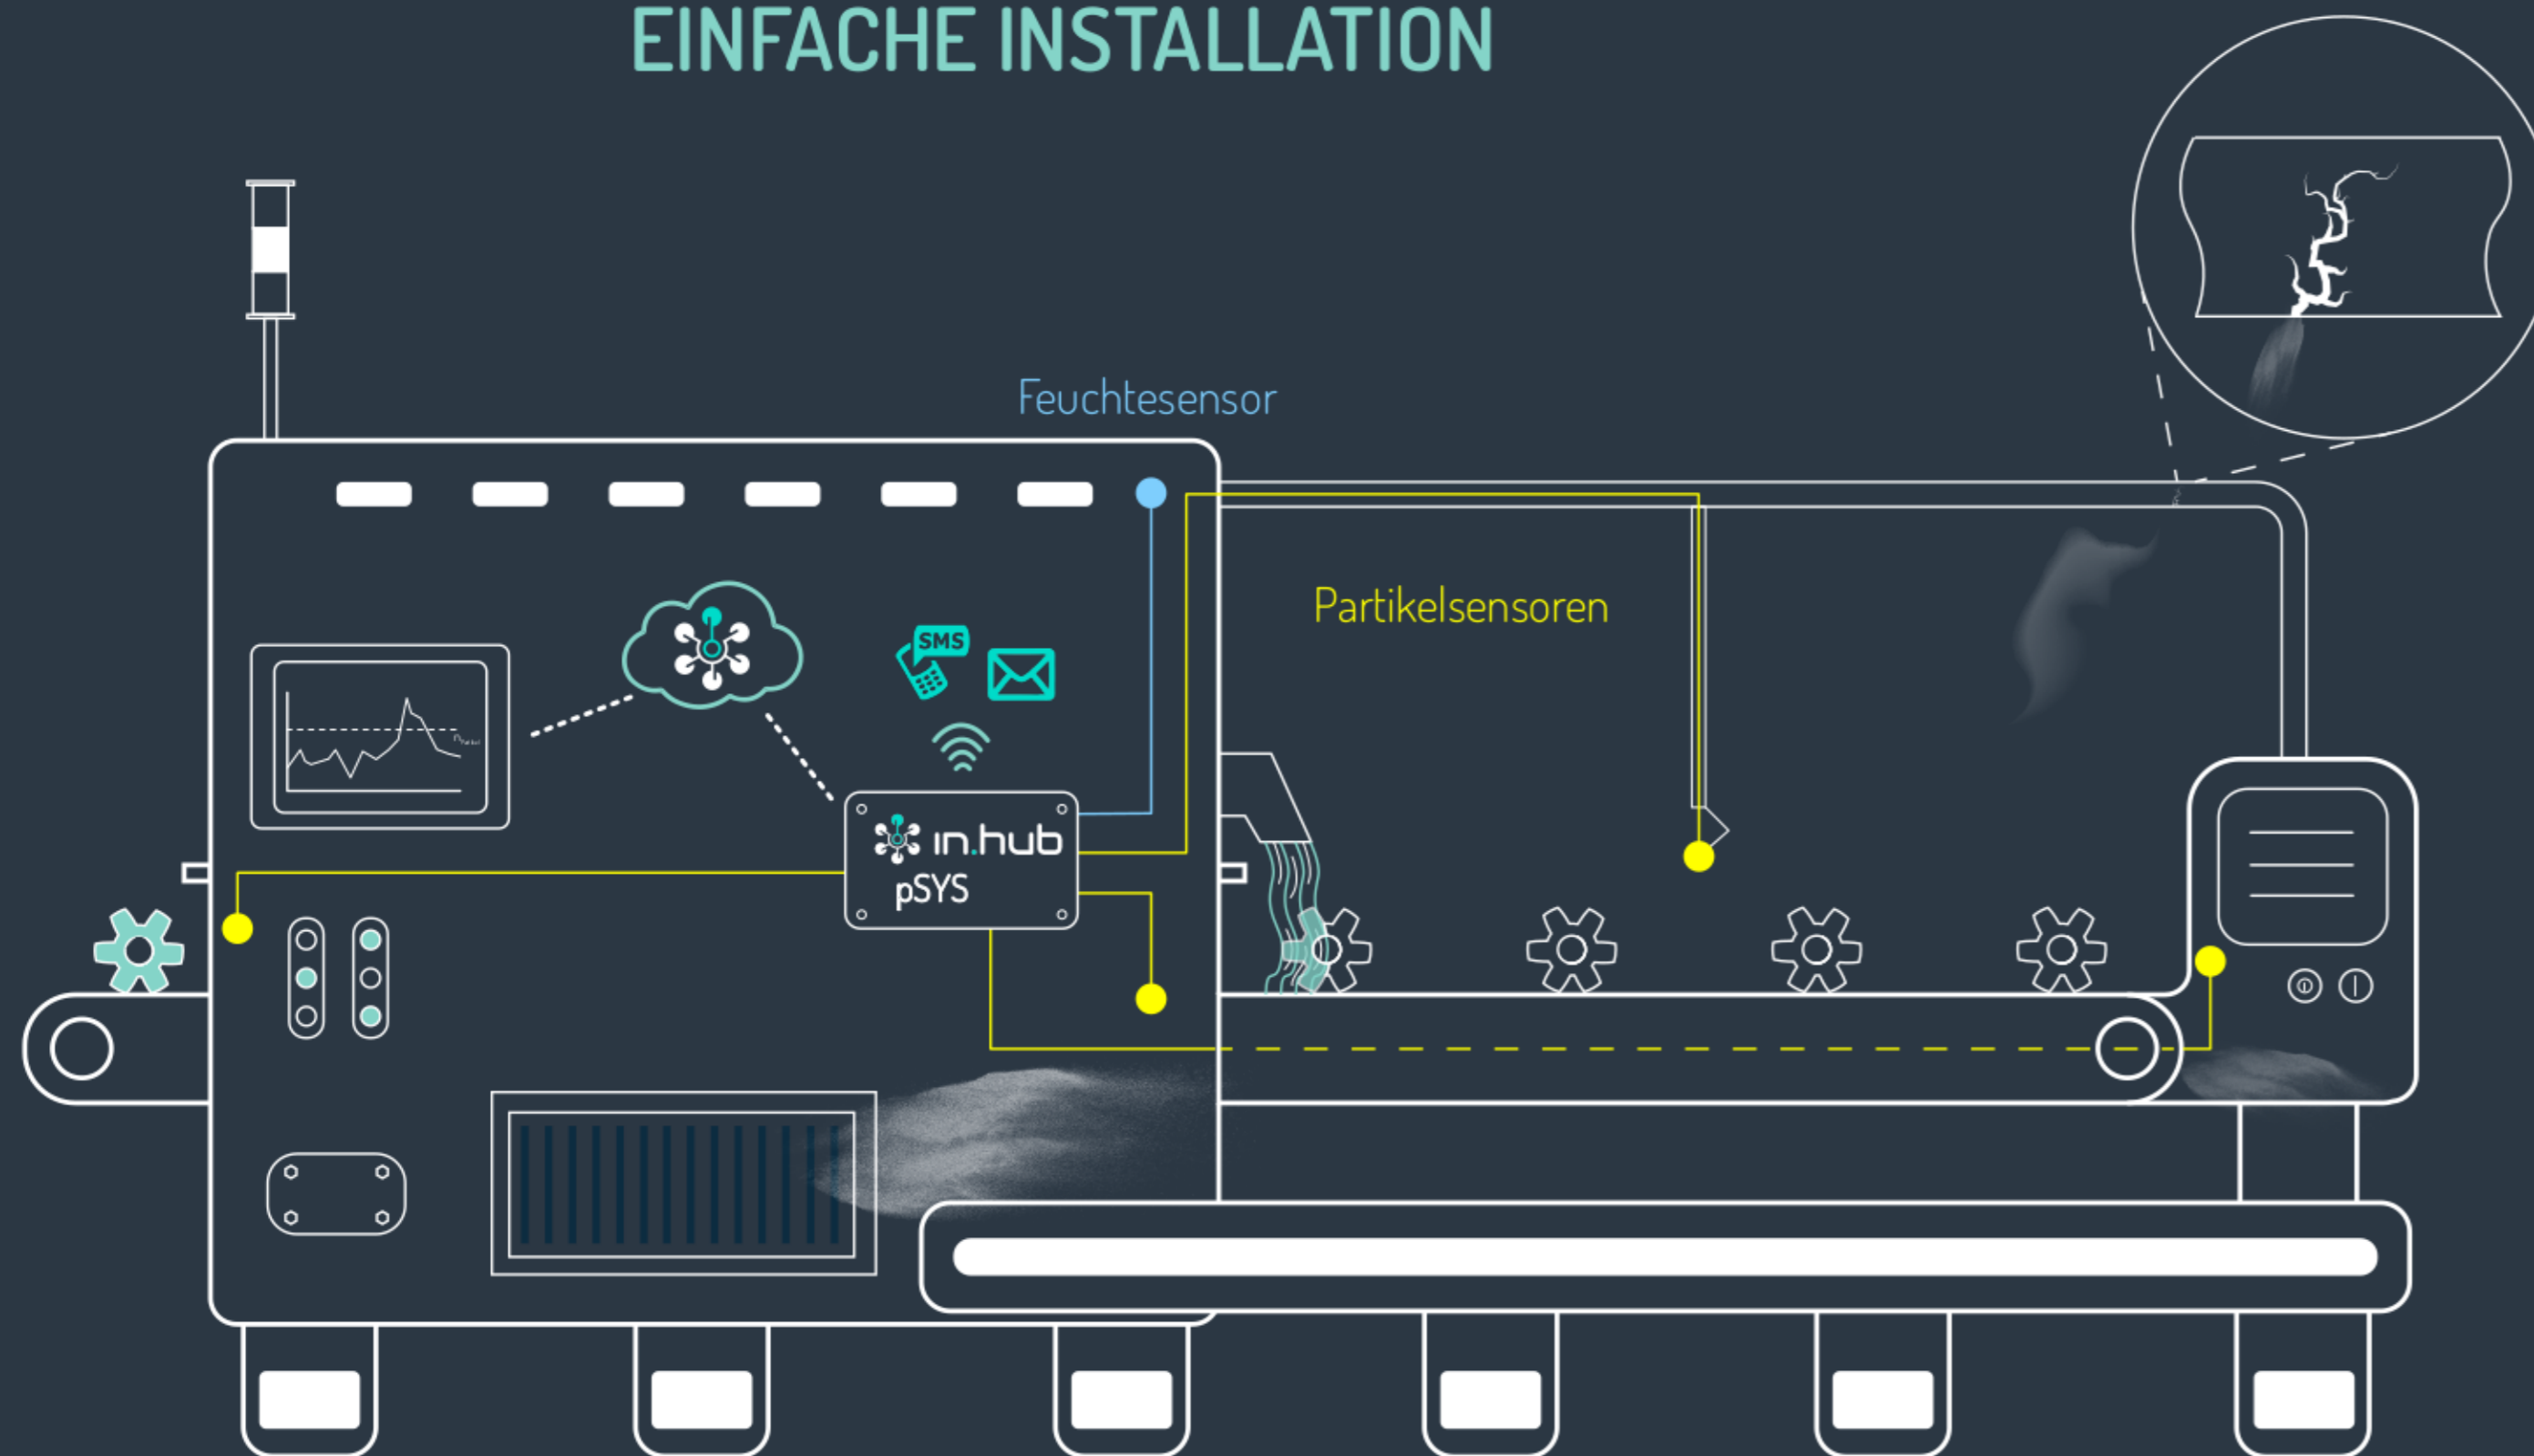 EINFACHE INSTALLATION
Feuchtesensor
Partikelsensoren
SMS
in.hub
pSYS